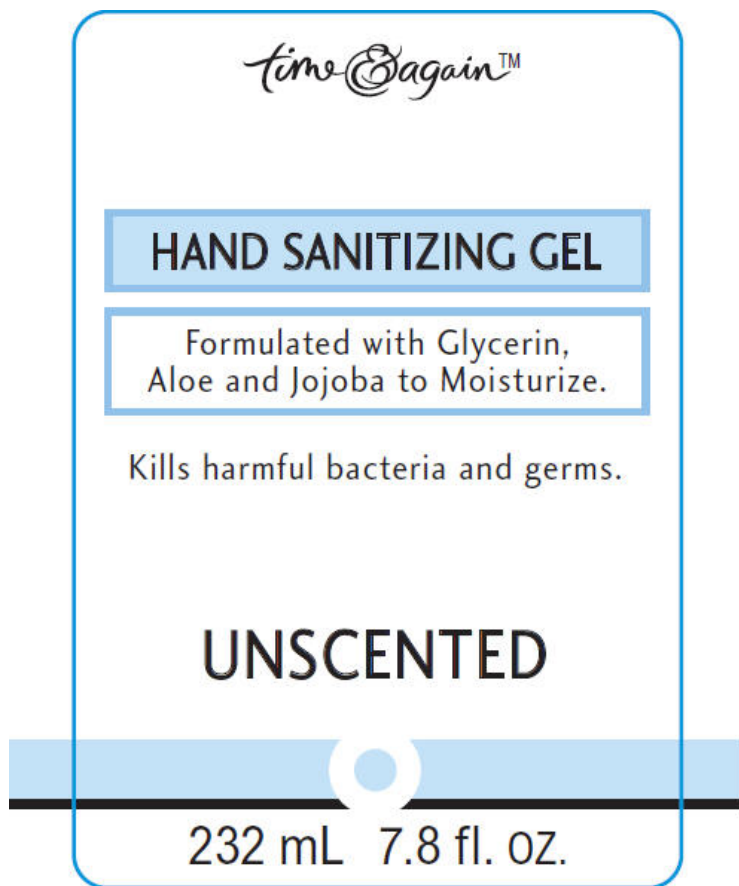 time & again™
HAND SANITIZING GEL
Formulated with Glycerin,
Aloe and Jojoba to Moisturize.
Kills harmful bacteria and germs.
UNSCENTED
232 mL 7.8 fl. oz.